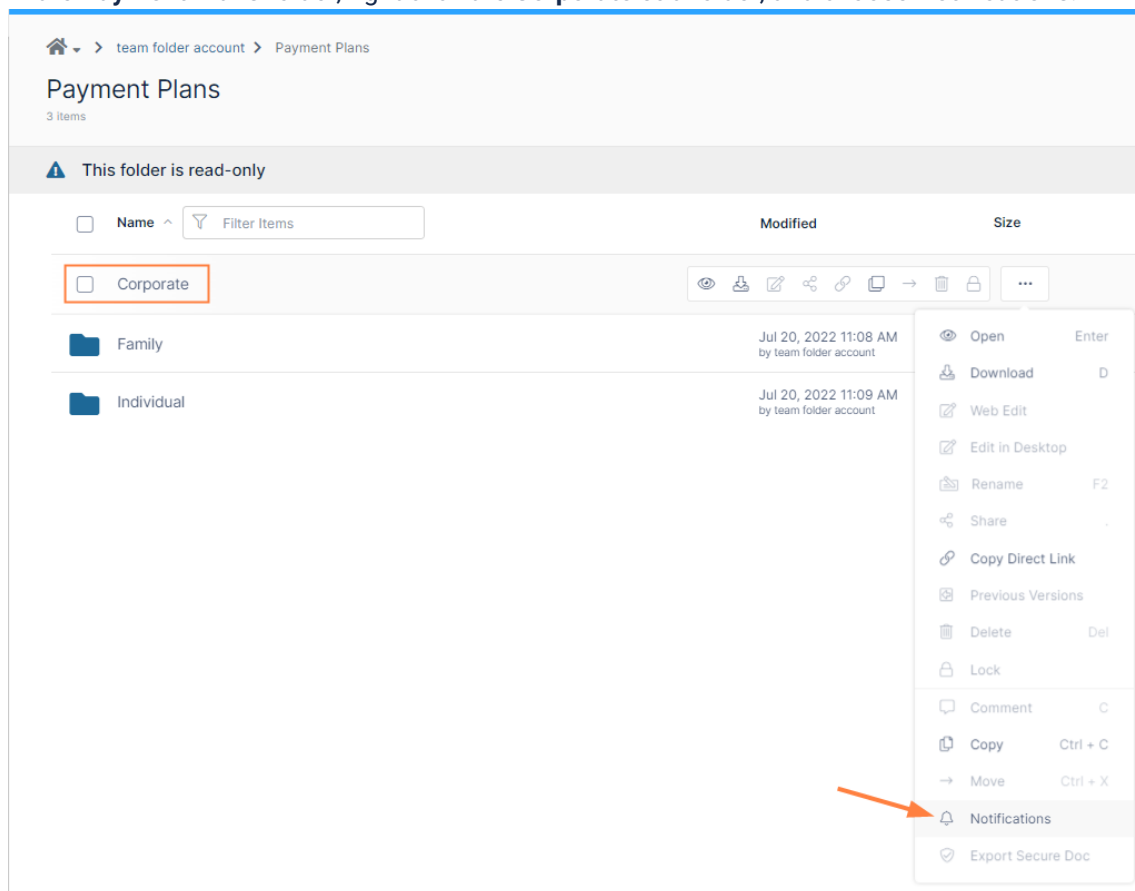 team folder account > Payment Plans
Payment Plans
3 items
This folder is read-only
Name Filter Items Modified Size
Corporate ...
Family Jul 20, 2022 11:08 AM
by team folder account
Individual Jul 20, 2022 11:09 AM
by team folder account
Open Enter
Download D
Web Edit
Edit in Desktop
Rename F2
Share .
Copy Direct Link
Previous Versions
Delete Del
Lock
Comment C
Copy Ctrl + C
Move Ctrl + X
Notifications
Export Secure Doc